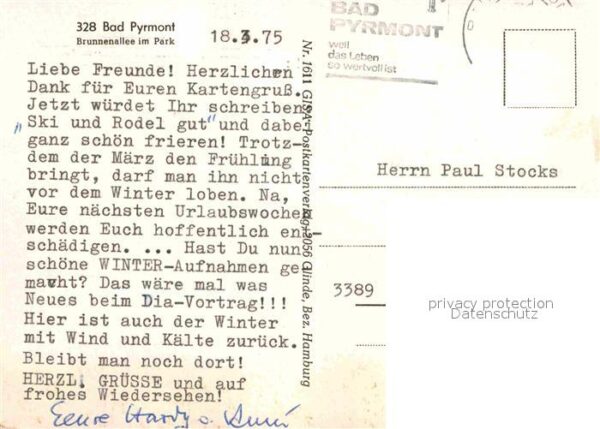 328 Bad Pyrmont
Brunnenallee im Park
18.3.75
Liebe Freunde! Herzlichen
Dank für Euren Kartengruß.
Jetzt würdet Ihr schreiben
"Ski und Rodel gut" und dabei
ganz schön frieren! Trotz-
dem der März den Frühling
bringt, darf man ihn nicht
vor dem Winter loben. Na,
Eure nächsten Urlaubswochen
werden Euch hoffentlich ent-
schädigen. ... Hast Du nun
schöne WINTER-Aufnahmen ge
macht? Das wäre mal was
Neues beim Dia-Vortrag!!!
Hier ist auch der Winter
mit Wind und Kälte zurück.
Bleibt man noch dort!
HERZL. GRÜSSE und auf
frohes Wiedersehen!
Eure Hardy u.
Nr. 1611 GISA-Postkartenverlag, 2056 Glinde, Bez. Hamburg
BAD
PYRMONT
weil
das Leben
so wertvoll ist
Herrn Paul Stocks
3389
privacy protection
Datenschutz